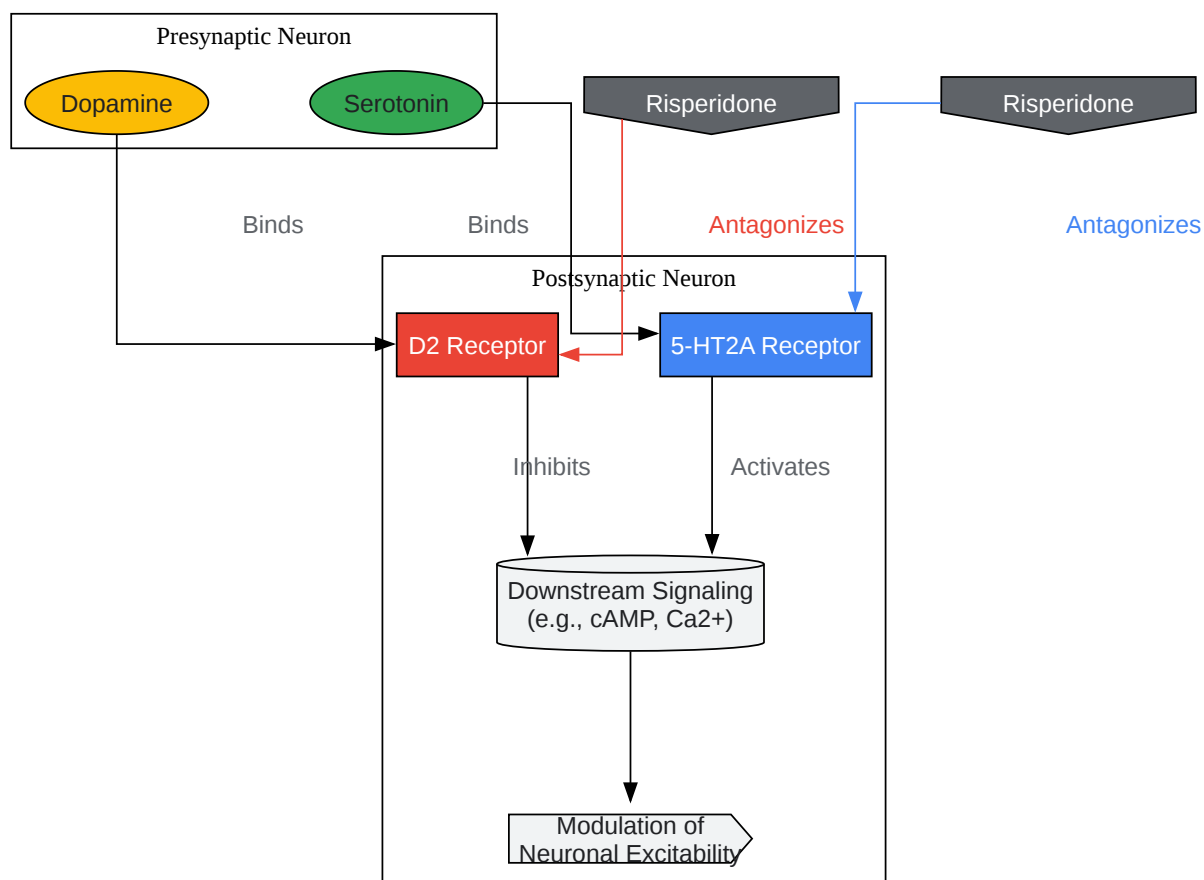 Presynaptic Neuron
Dopamine
Serotonin
Risperidone
Risperidone
Binds
Binds
Antagonizes
Antagonizes
Postsynaptic Neuron
D2 Receptor
5-HT2A Receptor
Inhibits
Activates
Downstream Signaling
(e.g., cAMP, Ca2+)
Modulation of
Neuronal Excitability